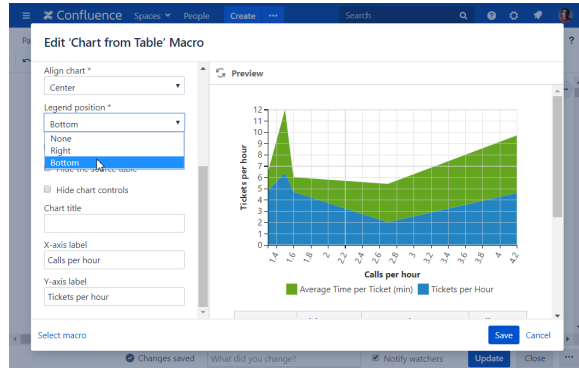 Confluence Spaces People Create ... Search
Pa
?
Edit 'Chart from Table' Macro
Align chart *
Center
Legend position *
Bottom
None
Right
Bottom
Hide the source table
Hide chart controls
Chart title
X-axis label
Calls per hour
Y-axis label
Tickets per hour
Select macro
Preview
12
11
10
9
8
7
6
5
4
3
2
1
0
Tickets per hour
1.4 1.6 1.8 2 2.2 2.4 2.6 2.8 3 3.2 3.4 3.6 3.8 4 4.2
Calls per hour
Average Time per Ticket (min) Tickets per Hour
Save Cancel
Changes saved What did you change? Notify watchers Update Close ...